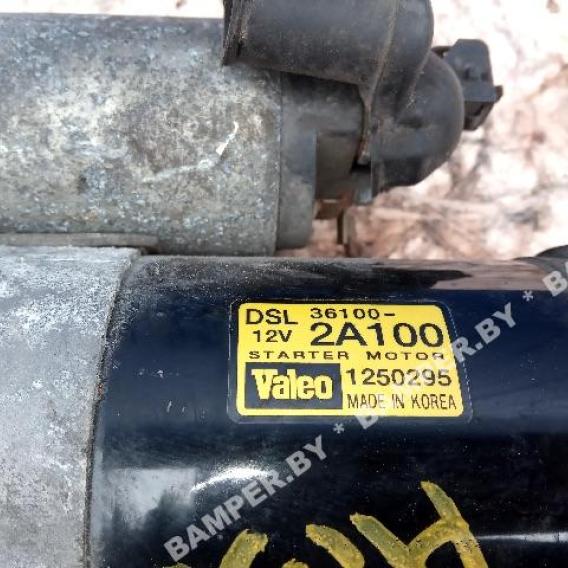 DSL 36100-
12V 2A100
STARTER MOTOR
Valeo 1250295
MADE IN KOREA
BAMPER.BY * BAMPER.BY * BAMPER.BY